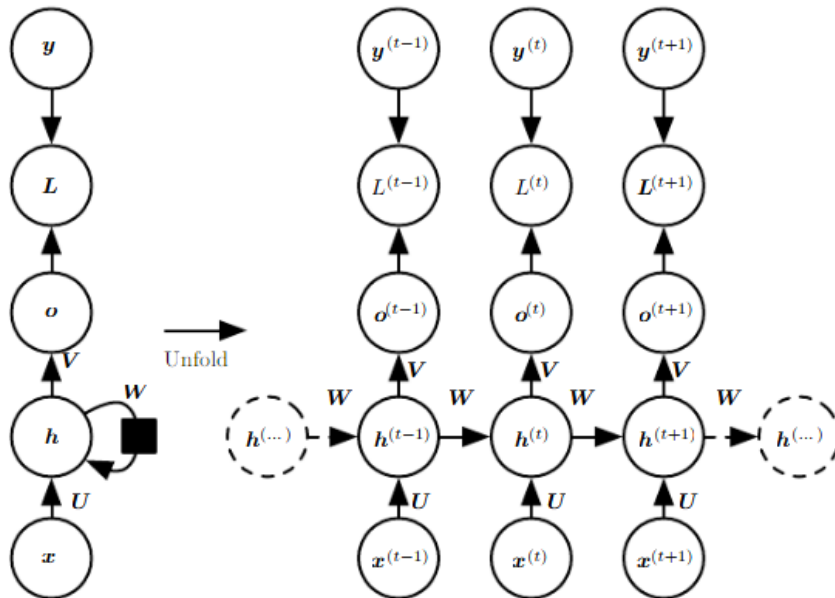 y y^(t−1) y^(t) y^(t+1)
L L^(t−1) L^(t) L^(t+1)
o o^(t−1) o^(t) o^(t+1)
Unfold
V V V V
W W W W W
h h^(...) h^(t−1) h^(t) h^(t+1) h^(...)
U U U U
x x^(t−1) x^(t) x^(t+1)